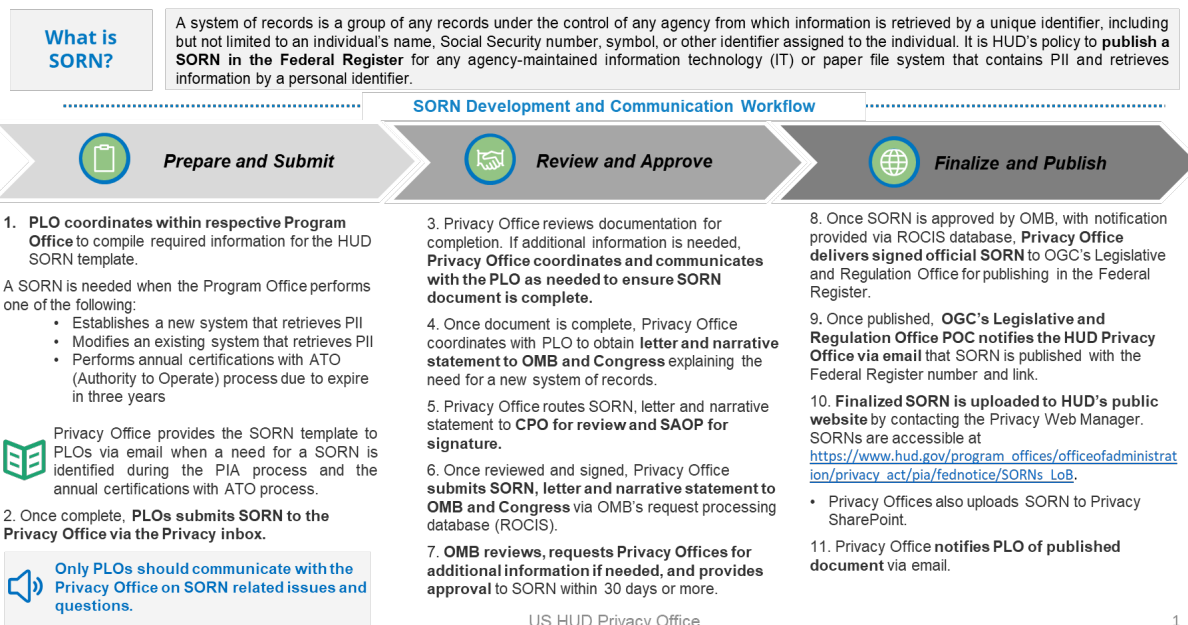 What is
SORN?
A system of records is a group of any records under the control of any agency from which information is retrieved by a unique identifier, including
but not limited to an individual's name, Social Security number, symbol, or other identifier assigned to the individual. It is HUD's policy to publish a
SORN in the Federal Register for any agency-maintained information technology (IT) or paper file system that contains PII and retrieves
information by a personal identifier.
SORN Development and Communication Workflow
Prepare and Submit
Review and Approve
Finalize and Publish
1. PLO coordinates within respective Program
Office to compile required information for the HUD
SORN template.
A SORN is needed when the Program Office performs
one of the following:
• Establishes a new system that retrieves PII
• Modifies an existing system that retrieves PII
• Performs annual certifications with ATO
(Authority to Operate) process due to expire
in three years
Privacy Office provides the SORN template to
PLOs via email when a need for a SORN is
identified during the PIA process and the
annual certifications with ATO process.
2. Once complete, PLOs submits SORN to the
Privacy Office via the Privacy inbox.
Only PLOs should communicate with the
Privacy Office on SORN related issues and
questions.
3. Privacy Office reviews documentation for
completion. If additional information is needed,
Privacy Office coordinates and communicates
with the PLO as needed to ensure SORN
document is complete.
4. Once document is complete, Privacy Office
coordinates with PLO to obtain letter and narrative
statement to OMB and Congress explaining the
need for a new system of records.
5. Privacy Office routes SORN, letter and narrative
statement to CPO for review and SAOP for
signature.
6. Once reviewed and signed, Privacy Office
submits SORN, letter and narrative statement to
OMB and Congress via OMB's request processing
database (ROCIS).
7. OMB reviews, requests Privacy Offices for
additional information if needed, and provides
approval to SORN within 30 days or more.
8. Once SORN is approved by OMB, with notification
provided via ROCIS database, Privacy Office
delivers signed official SORN to OGC's Legislative
and Regulation Office for publishing in the Federal
Register.
9. Once published, OGC's Legislative and
Regulation Office POC notifies the HUD Privacy
Office via email that SORN is published with the
Federal Register number and link.
10. Finalized SORN is uploaded to HUD's public
website by contacting the Privacy Web Manager.
SORNs are accessible at
https://www.hud.gov/program_offices/officeofadministrat
ion/privacy_act/pia/fednotice/SORNs_LoB.
• Privacy Offices also uploads SORN to Privacy
SharePoint.
11. Privacy Office notifies PLO of published
document via email.
US HUD Privacy Office
1